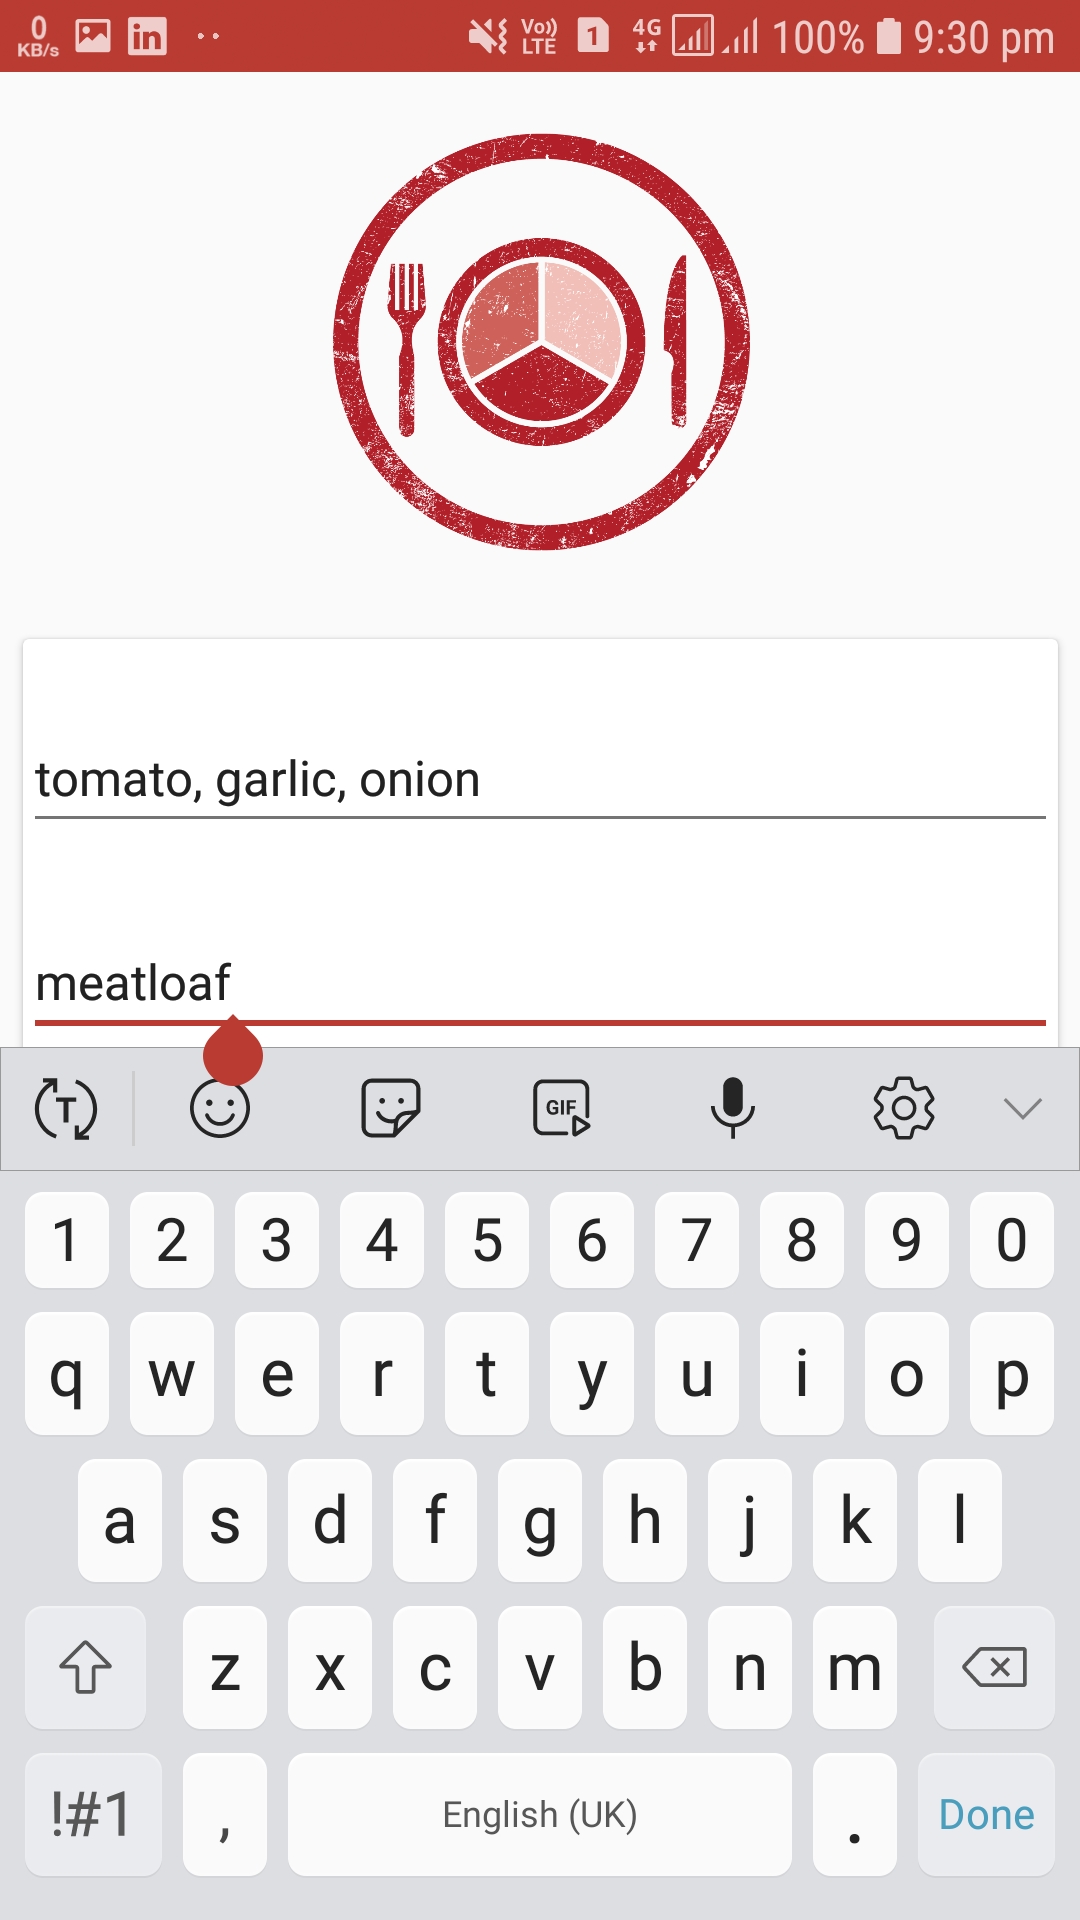 0
KB/s
in
Vo))
LTE
1
4G
100%
9:30 pm
tomato, garlic, onion
meatloaf
T
GIF
1 2 3 4 5 6 7 8 9 0
q w e r t y u i o p
a s d f g h j k l
z x c v b n m
!#1 , English (UK) . Done